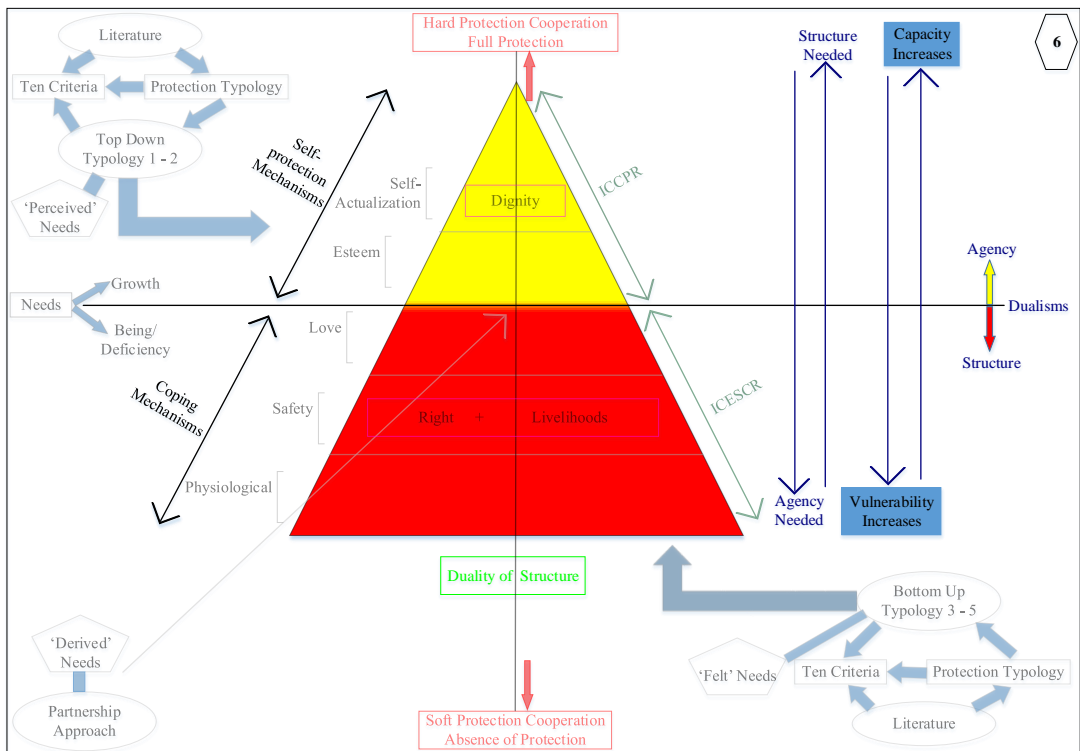 Hard Protection Cooperation
Full Protection
6
Literature
Ten Criteria
Protection Typology
Top Down
Typology 1 - 2
'Perceived' Needs
Self-
protection
Mechanisms
Structure
Needed
Capacity
Increases
ICCPR
Self-
Actualization
Dignity
Esteem
Agency
Needs
Growth
Being/
Deficiency
Dualisms
Structure
Love
Coping
Mechanisms
Safety
Right + Livelihoods
ICESCR
Physiological
Agency
Needed
Vulnerability
Increases
Duality of Structure
Bottom Up
Typology 3 - 5
'Derived'
Needs
'Felt' Needs
Ten Criteria
Protection Typology
Partnership
Approach
Soft Protection Cooperation
Absence of Protection
Literature